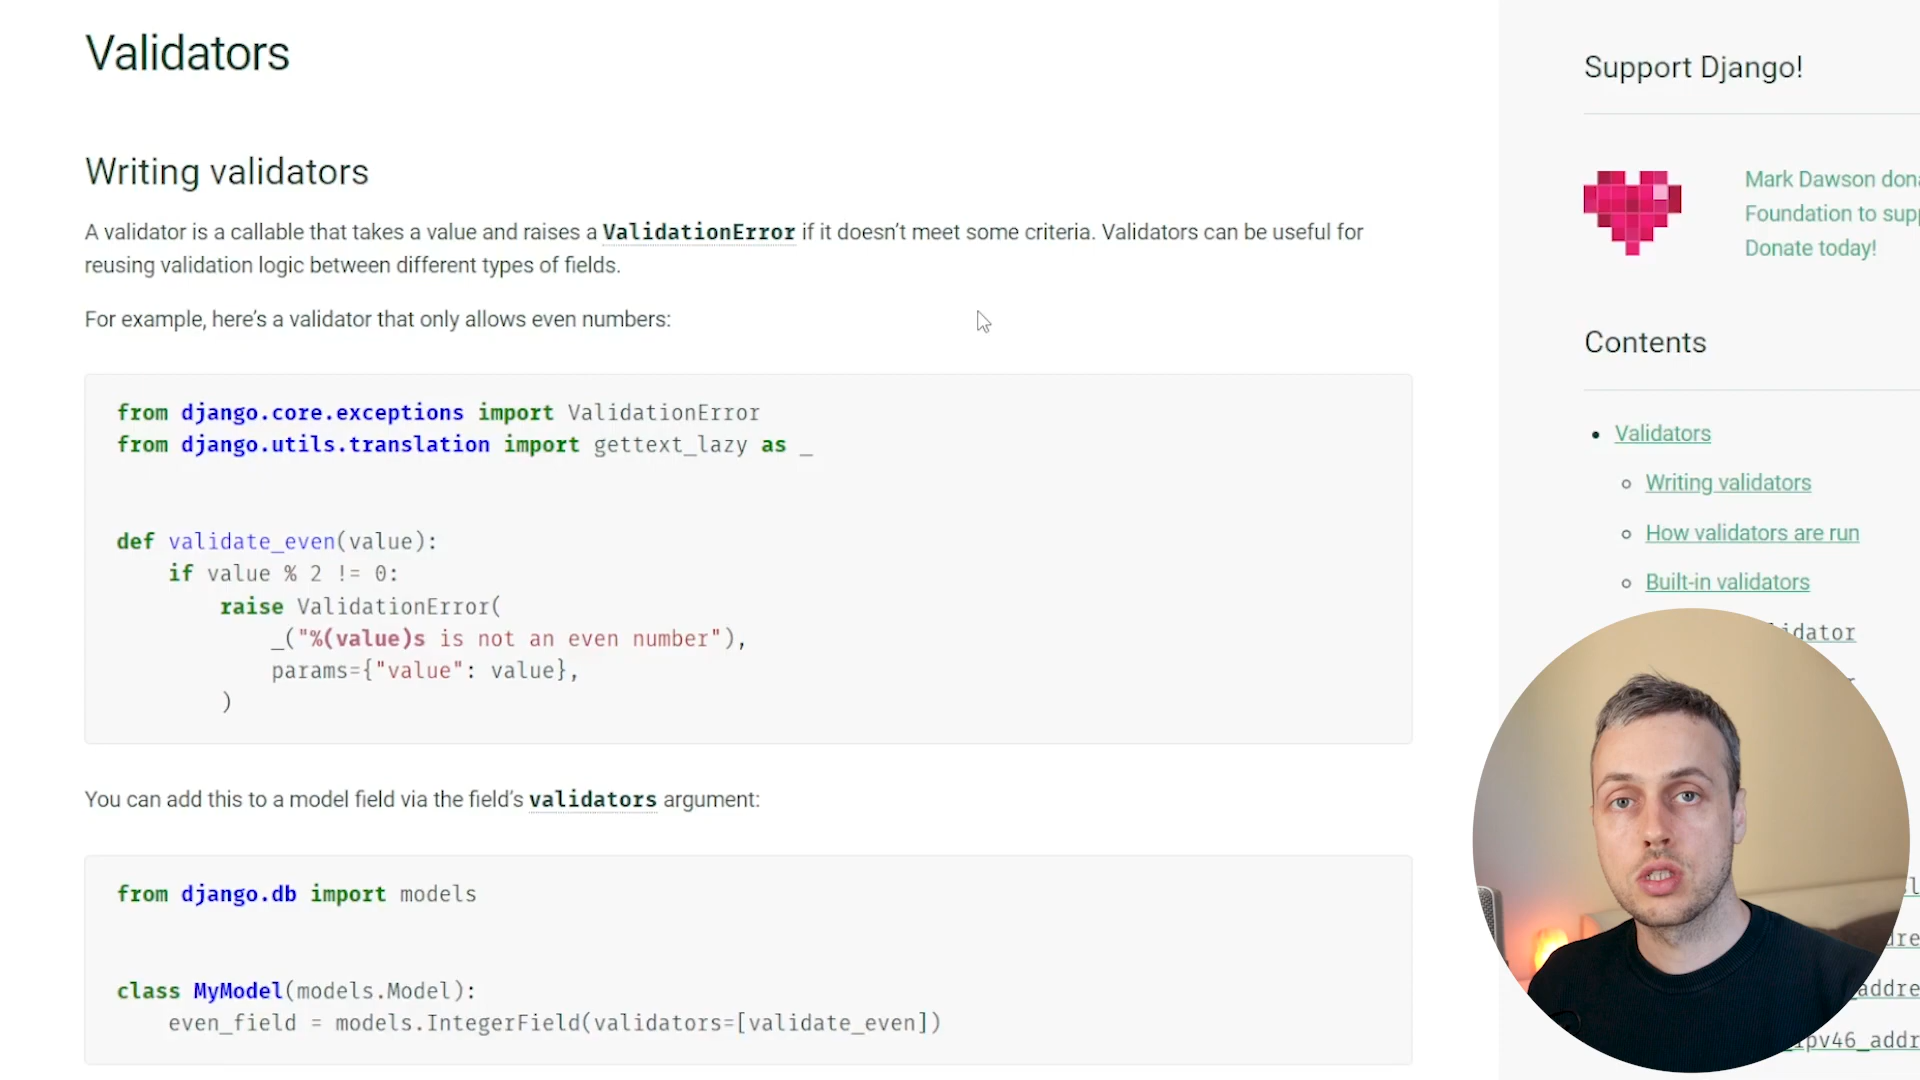 Validators
Writing validators
A validator is a callable that takes a value and raises a ValidationError if it doesn’t meet some criteria. Validators can be useful for
reusing validation logic between different types of fields.
For example, here’s a validator that only allows even numbers:
from django.core.exceptions import ValidationError
from django.utils.translation import gettext_lazy as _
def validate_even(value):
    if value % 2 != 0:
        raise ValidationError(
            _("%(value)s is not an even number"),
            params={"value": value},
        )
You can add this to a model field via the field’s validators argument:
from django.db import models
class MyModel(models.Model):
    even_field = models.IntegerField(validators=[validate_even])
Support Django!
Mark Dawson
Foundation to
Donate today!
Contents
Validators
Writing validators
How validators are run
Built-in validators